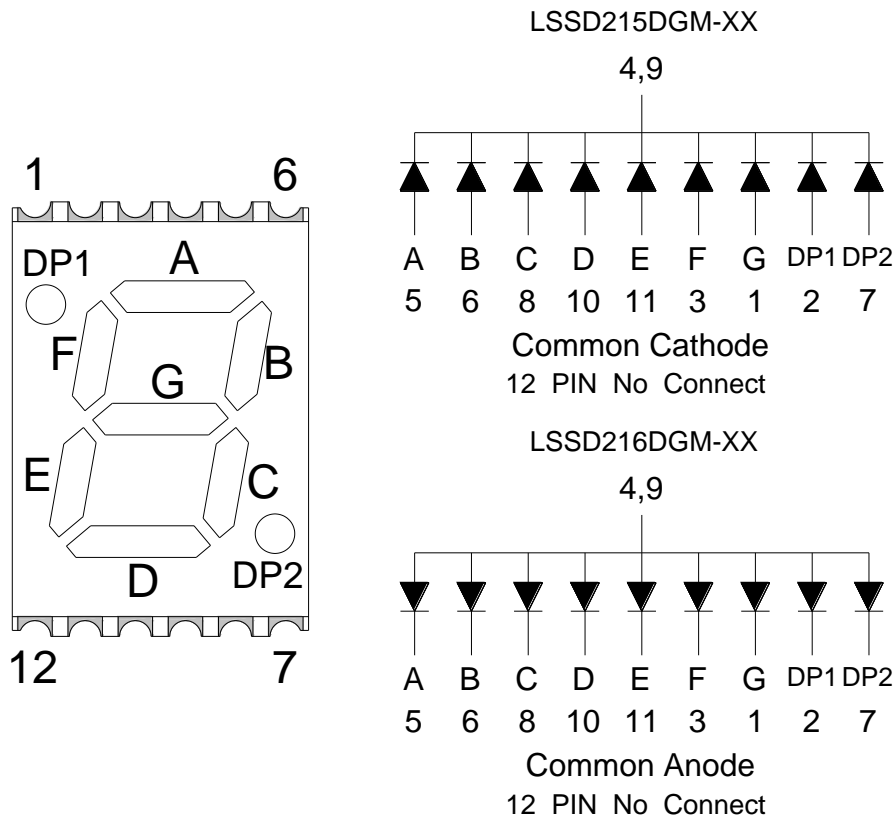 1 6
DP1
A
F
B
G
E
C
D
DP2
12 7
LSSD215DGM-XX
4,9
A B C D E F G DP1 DP2
5 6 8 10 11 3 1 2 7
Common Cathode
12 PIN No Connect
LSSD216DGM-XX
4,9
A B C D E F G DP1 DP2
5 6 8 10 11 3 1 2 7
Common Anode
12 PIN No Connect